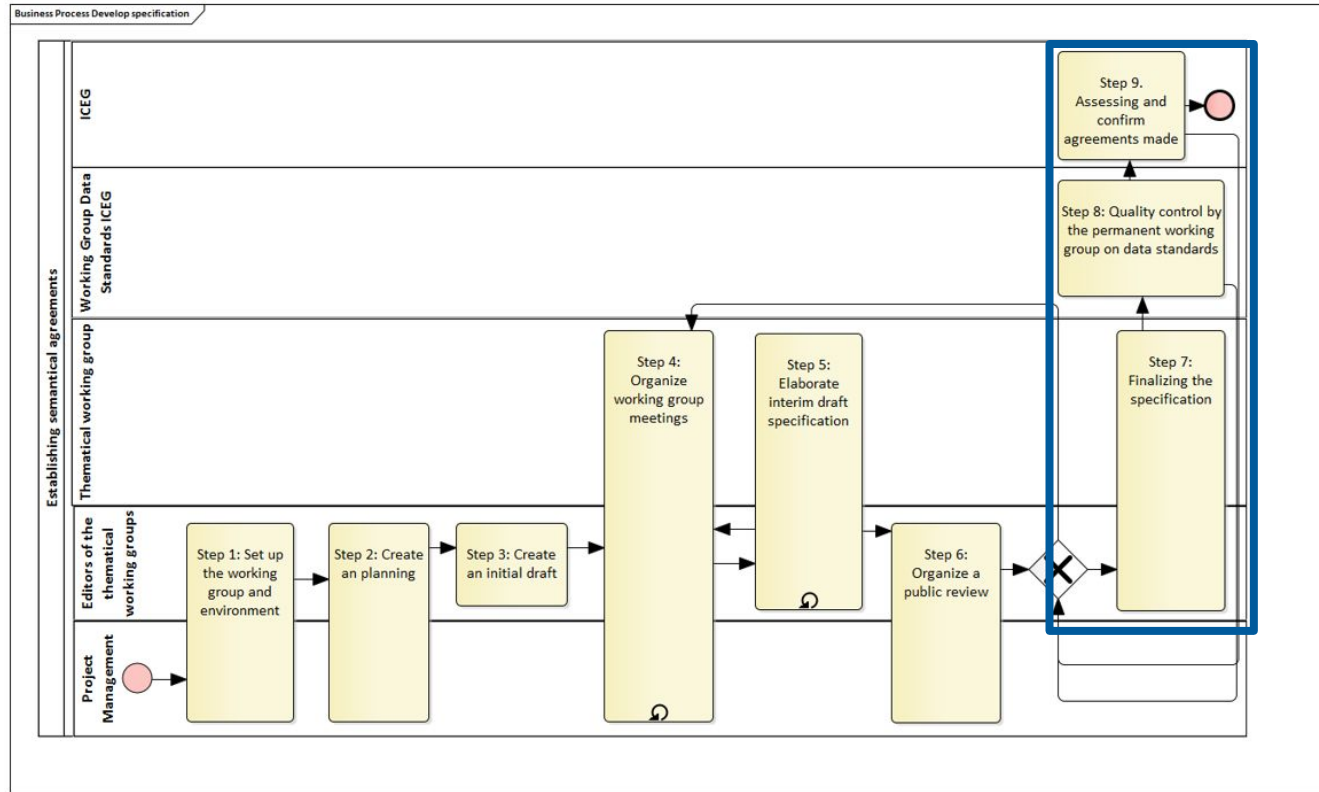 Business Process Develop specification
Establishing semantical agreements
ICEG
Working Group Data
Standards ICEG
Thematical working group
Editors of the
thematical
working groups
Project
Management
Step 1: Set up
the working
group and
environment
Step 2: Create
an planning
Step 3: Create
an initial draft
Step 4:
Organize
working group
meetings
Step 5:
Elaborate
interim draft
specification
Step 6:
Organize a
public review
Step 7:
Finalizing the
specification
Step 8: Quality control by
the permanent working
group on data standards
Step 9.
Assessing and
confirm
agreements made